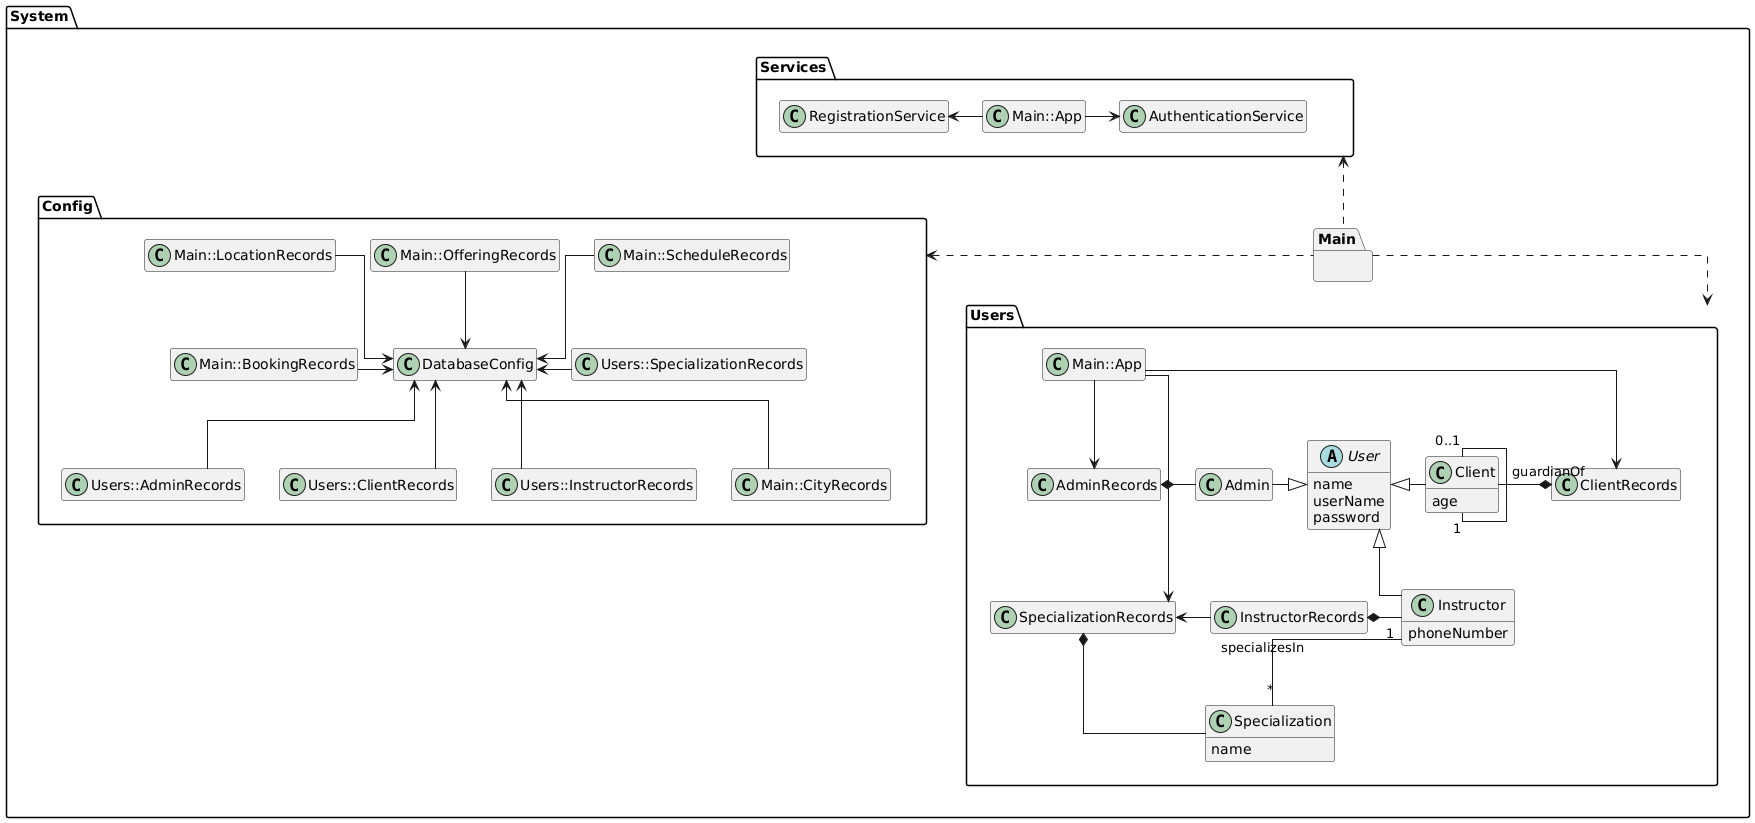 System
Services
C RegistrationService
C Main::App
C AuthenticationService
Config
C Main::LocationRecords
C Main::OfferingRecords
C Main::ScheduleRecords
Main
C Main::BookingRecords
C DatabaseConfig
C Users::SpecializationRecords
C Users::AdminRecords
C Users::ClientRecords
C Users::InstructorRecords
C Main::CityRecords
Users
C Main::App
C AdminRecords
C Admin
A User
name
userName
password
0..1
C Client
age
1
guardianOf
C ClientRecords
C SpecializationRecords
C InstructorRecords
C Instructor
phoneNumber
1
specializesIn
*
C Specialization
name